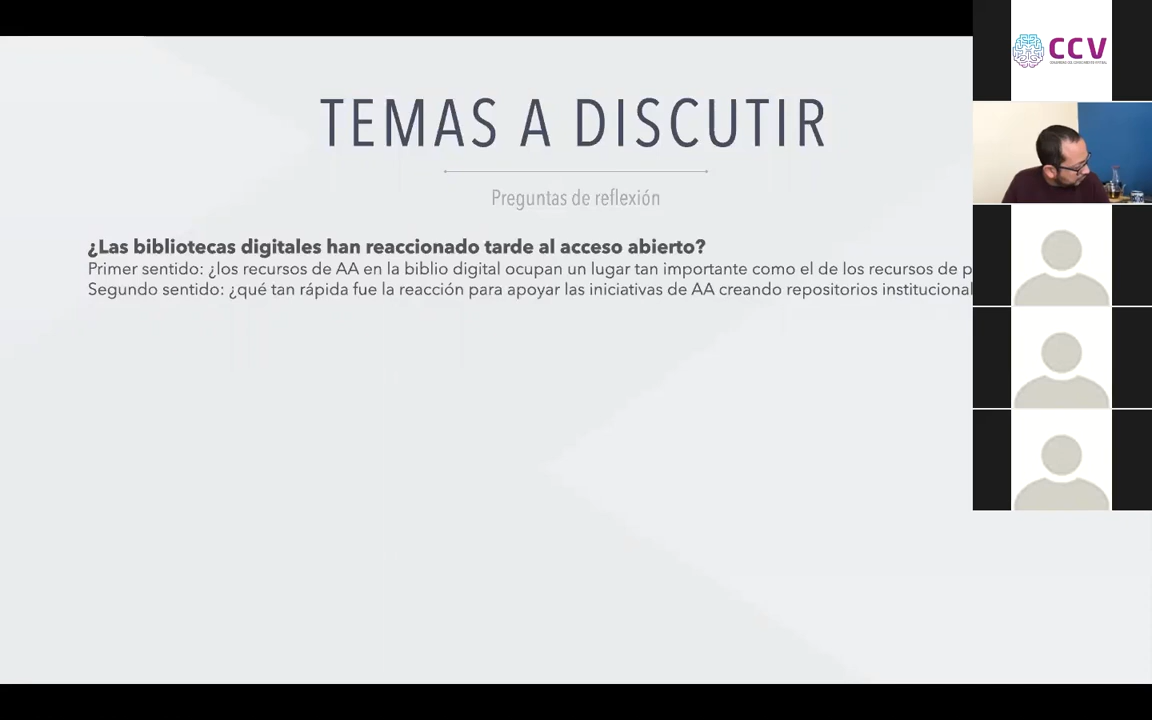 TEMAS A DISCUTIR
Preguntas de reflexión
¿Las bibliotecas digitales han reaccionado tarde al acceso abierto?
Primer sentido: ¿los recursos de AA en la biblio digital ocupan un lugar tan importante como el de los recursos de p
Segundo sentido: ¿qué tan rápida fue la reacción para apoyar las iniciativas de AA creando repositorios institucional
CCV